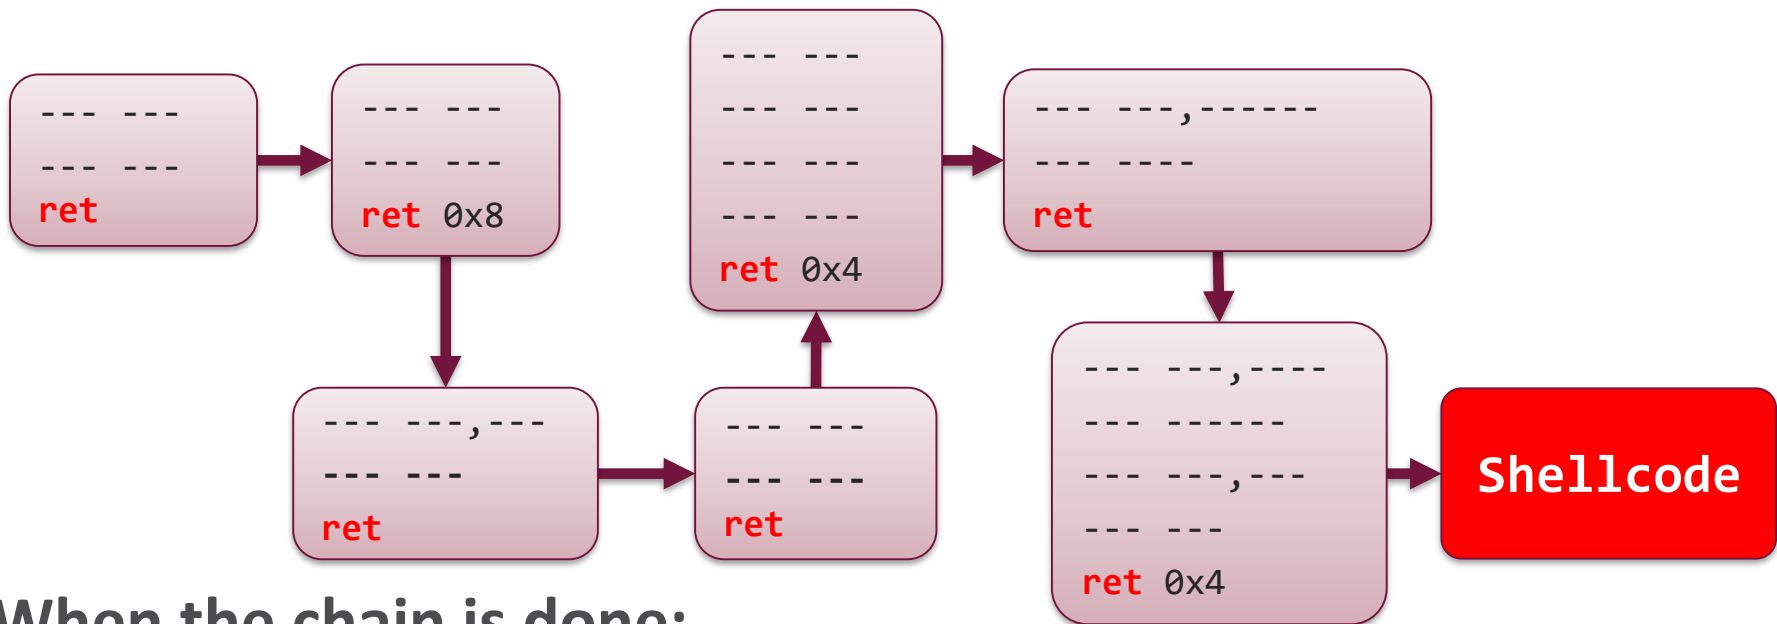 --- ---
--- ---
ret
--- ---
--- ---
ret 0x8
--- ---,---
--- ---
ret
--- ---
--- ---
ret
--- ---
--- ---
--- ---
--- ---
ret 0x4
--- ---,------
--- ----
ret
--- ---,----
--- ------
--- ---,---
--- ---
ret 0x4
Shellcode
When the chain is done: